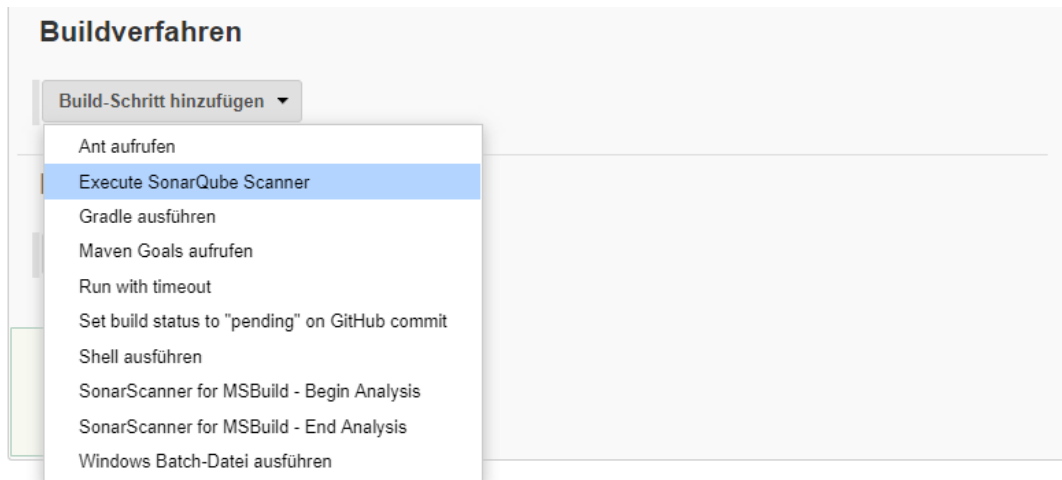 Buildverfahren
Build-Schritt hinzufügen
Ant aufrufen
Execute SonarQube Scanner
Gradle ausführen
Maven Goals aufrufen
Run with timeout
Set build status to "pending" on GitHub commit
Shell ausführen
SonarScanner for MSBuild - Begin Analysis
SonarScanner for MSBuild - End Analysis
Windows Batch-Datei ausführen